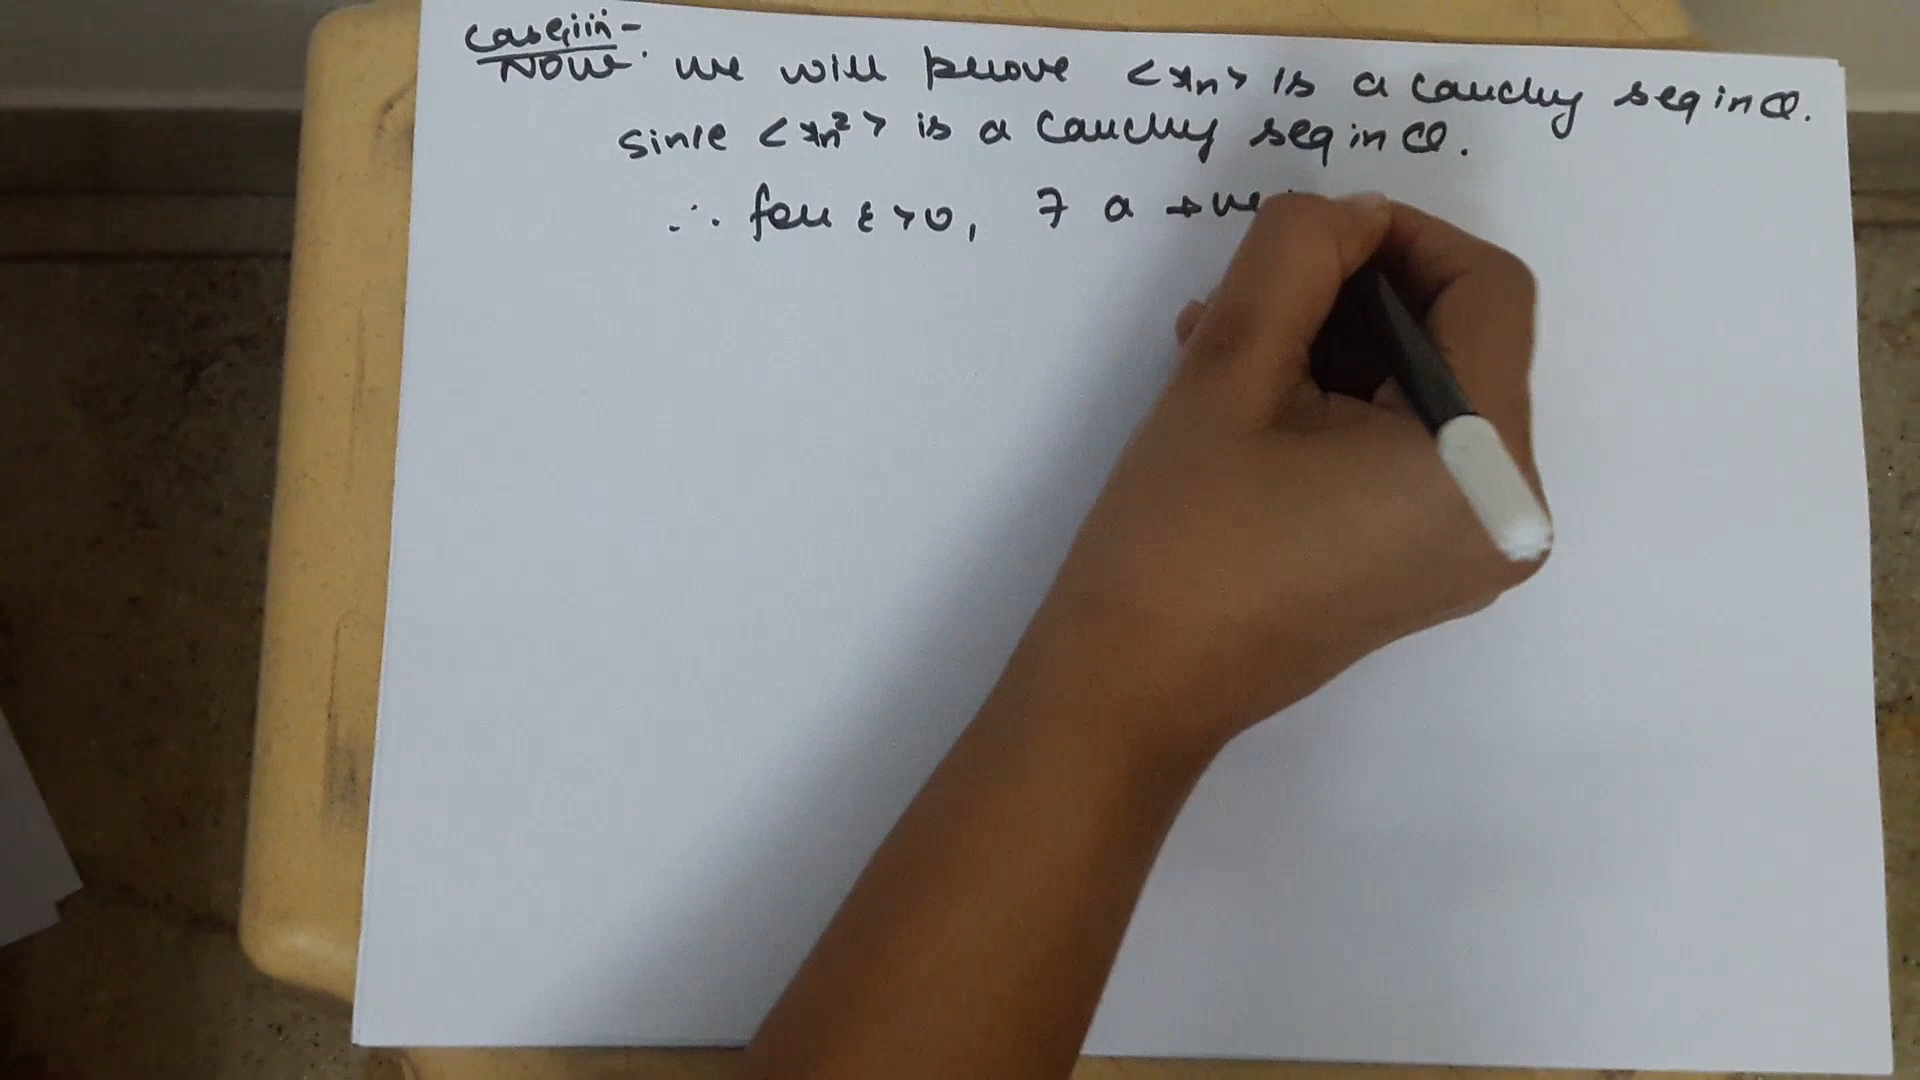 Case iii -
Now we will prove <xn> is a cauchy seq in Q.
Since <xn²> is a cauchy seq in Q.
∴ for ε > 0, ∃ a +ve